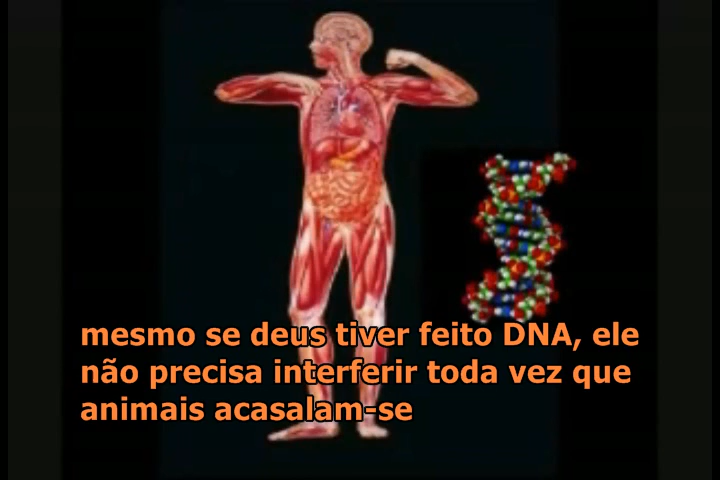 mesmo se deus tiver feito DNA, ele
não precisa interferir toda vez que
animais acasalam-se